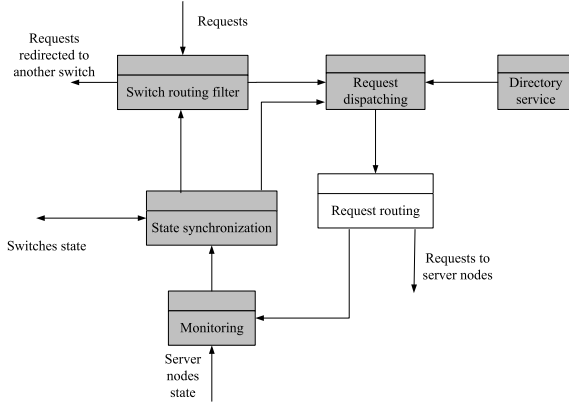 Requests
Requests
redirected to
another switch
Switch routing filter
Request
dispatching
Directory
service
State synchronization
Request routing
Switches state
Requests to
server nodes
Monitoring
Server
nodes
state